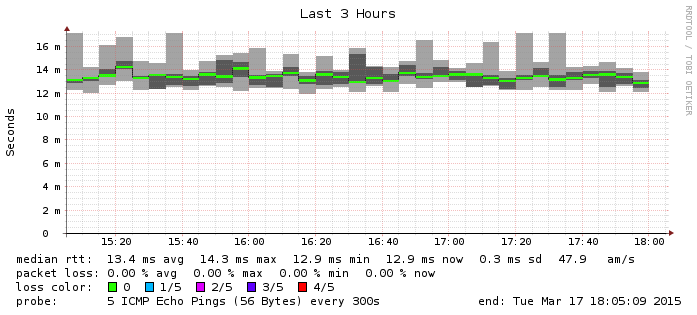 Last 3 Hours
RRDTOOL / TOBI OETIKER
Seconds
16 m
14 m
12 m
10 m
8 m
6 m
4 m
2 m
0
15:20 15:40 16:00 16:20 16:40 17:00 17:20 17:40 18:00
median rtt: 13.4 ms avg 14.3 ms max 12.9 ms min 12.9 ms now 0.3 ms sd 47.9 am/s
packet loss: 0.00 % avg 0.00 % max 0.00 % min 0.00 % now
loss color: 0 1/5 2/5 3/5 4/5
probe: 5 ICMP Echo Pings (56 Bytes) every 300s end: Tue Mar 17 18:05:09 2015